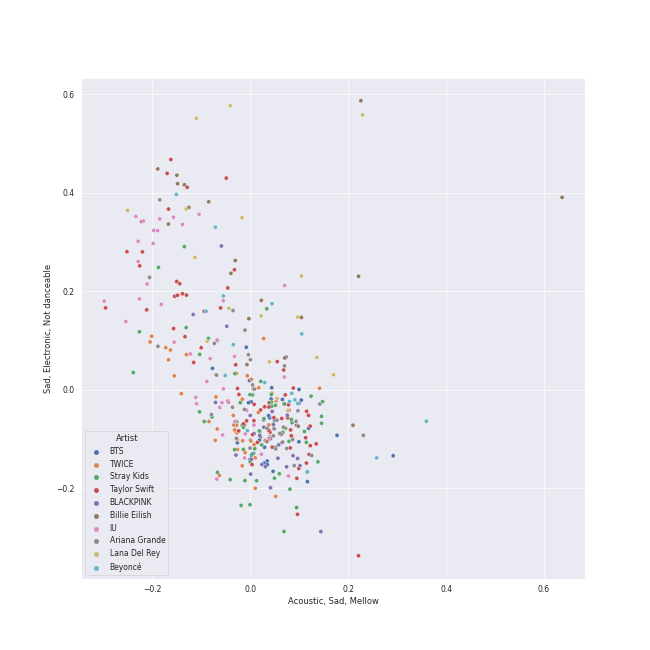 0.6
0.4
0.2
0.0
−0.2
Sad, Electronic, Not danceable
Artist
BTS
TWICE
Stray Kids
Taylor Swift
BLACKPINK
Billie Eilish
IU
Ariana Grande
Lana Del Rey
Beyoncé
−0.2 0.0 0.2 0.4 0.6
Acoustic, Sad, Mellow